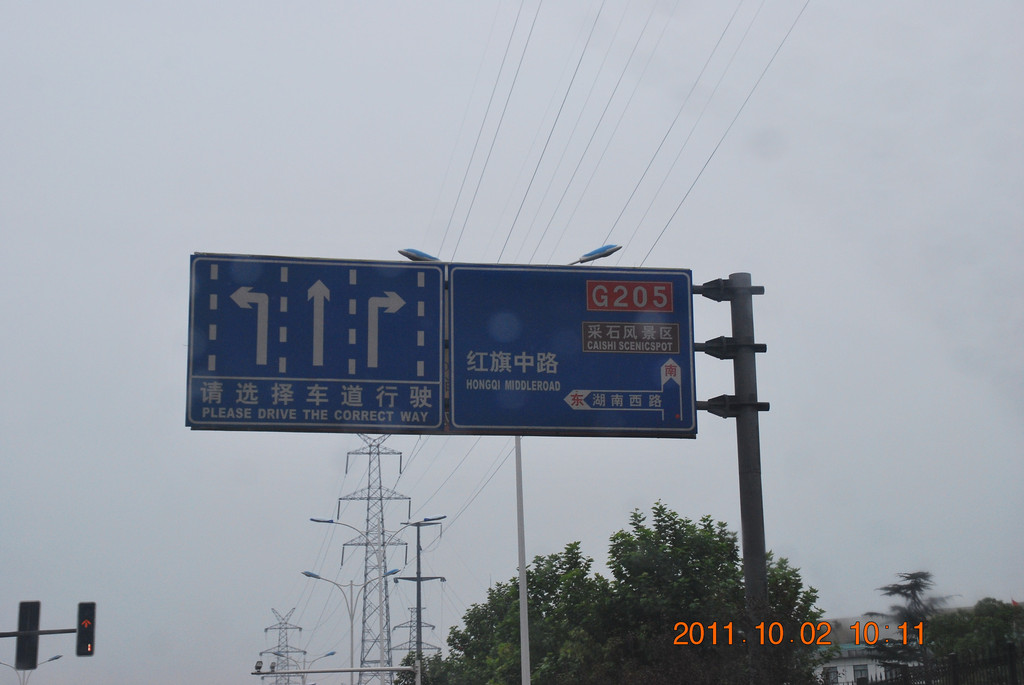 请选择车道行驶
PLEASE DRIVE THE CORRECT WAY
G205
采石风景区
CAISHI SCENICSPOT
红旗中路
HONGQI MIDDLEROAD
南
东 湖南西路
2011.10.02 10:11